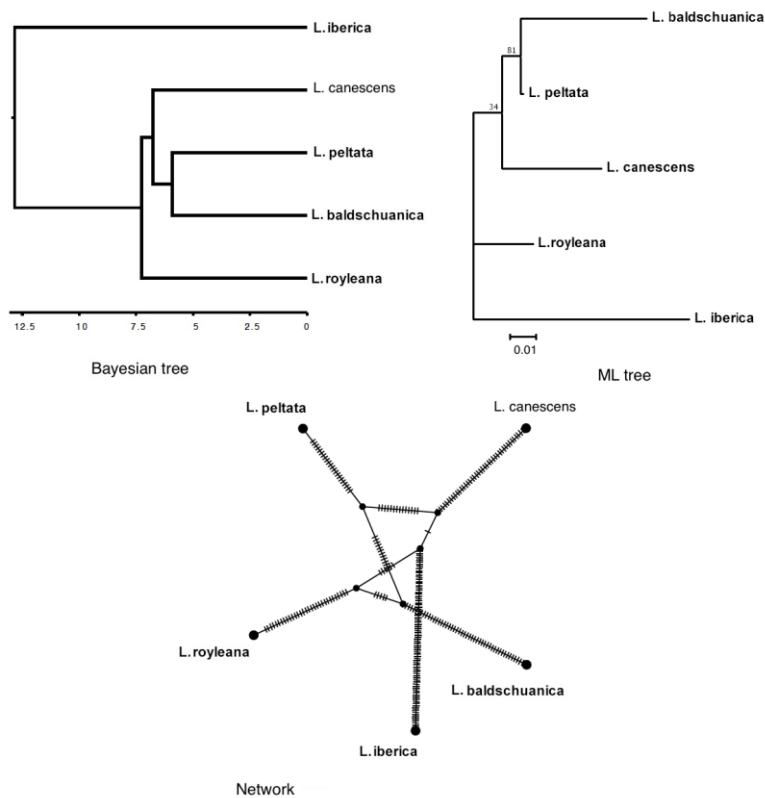 L. iberica
L. canescens
L. peltata
L. baldschuanica
L. royleana
12.5 10 7.5 5 2.5 0
Bayesian tree
L. baldschuanica
81
L. peltata
34
L. canescens
L.royleana
L. iberica
0.01
ML tree
L. peltata
L. canescens
L.royleana
L. baldschuanica
L.iberica
Network